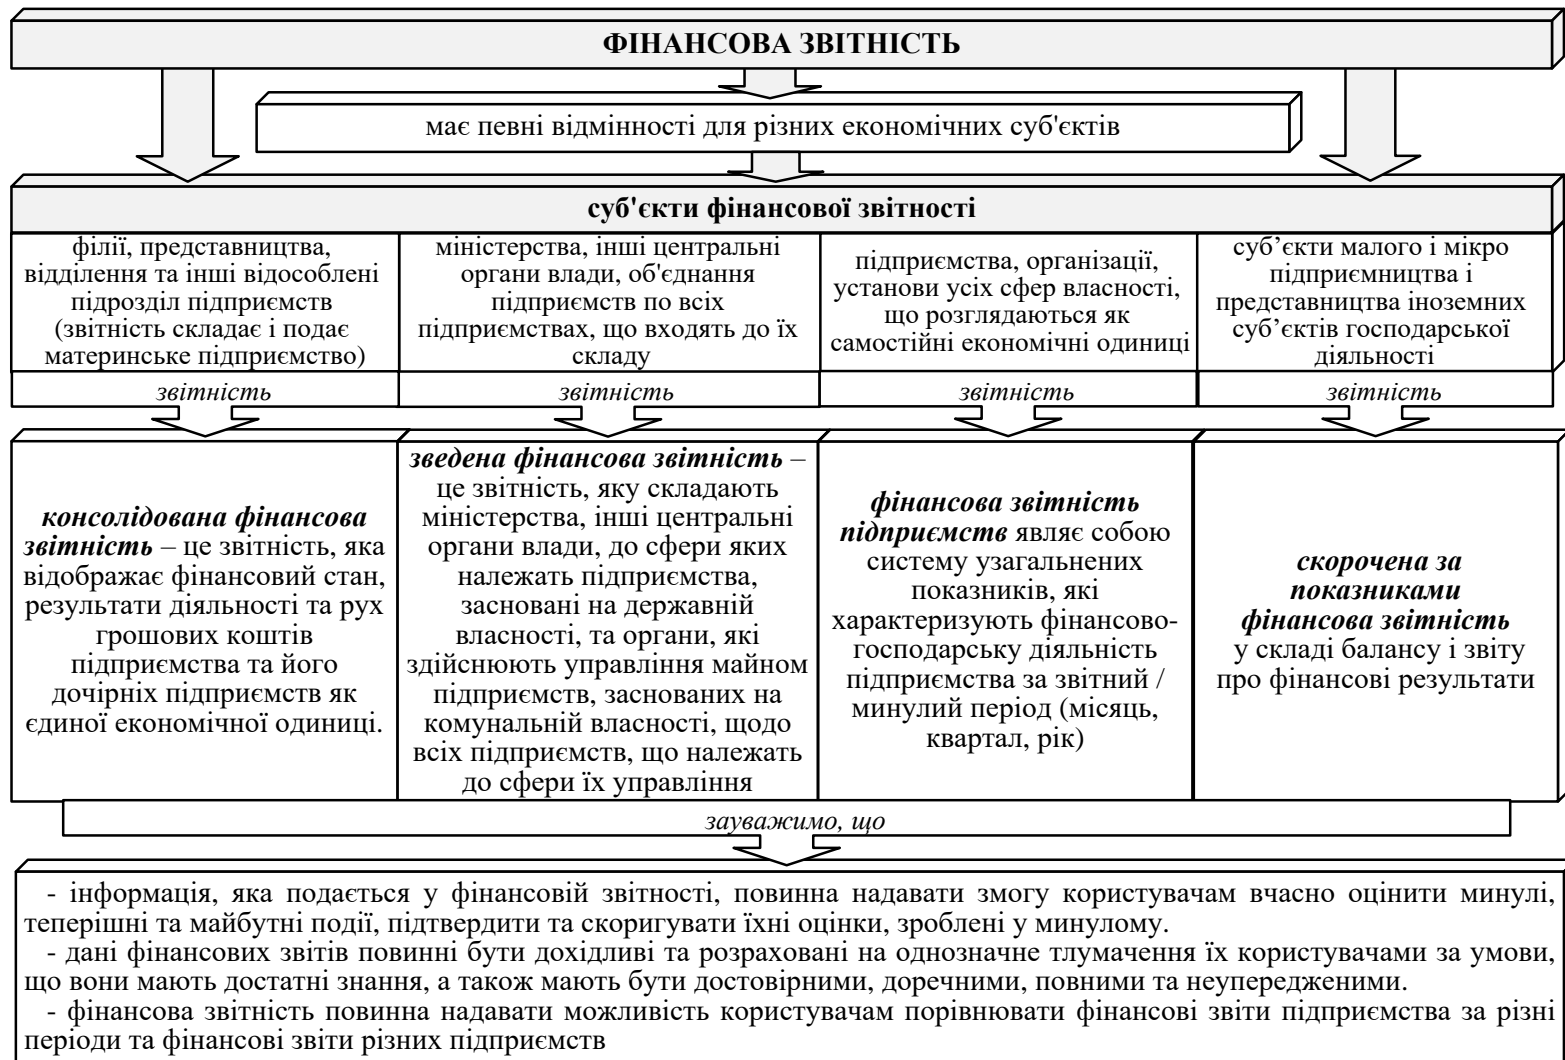 ФІНАНСОВА ЗВІТНІСТЬ
має певні відмінності для різних економічних суб'єктів
суб'єкти фінансової звітності
філії, представництва,
відділення та інші відособлені
підрозділ підприємств
(звітність складає і подає
материнське підприємство)
міністерства, інші центральні
органи влади, об'єднання
підприємств по всіх
підприємствах, що входять до їх
складу
підприємства, організації,
установи усіх сфер власності,
що розглядаються як
самостійні економічні одиниці
суб’єкти малого і мікро
підприємництва і
представництва іноземних
суб’єктів господарської
діяльності
звітність
звітність
звітність
звітність
консолідована фінансова
звітність – це звітність, яка
відображає фінансовий стан,
результати діяльності та рух
грошових коштів
підприємства та його
дочірніх підприємств як
єдиної економічної одиниці.
зведена фінансова звітність –
це звітність, яку складають
міністерства, інші центральні
органи влади, до сфери яких
належать підприємства,
засновані на державній
власності, та органи, які
здійснюють управління майном
підприємств, заснованих на
комунальній власності, щодо
всіх підприємств, що належать
до сфери їх управління
фінансова звітність
підприємств являє собою
систему узагальнених
показників, які
характеризують фінансово-
господарську діяльність
підприємства за звітний /
минулий період (місяць,
квартал, рік)
скорочена за
показниками
фінансова звітність
у складі балансу і звіту
про фінансові результати
зауважимо, що
- інформація, яка подається у фінансовій звітності, повинна надавати змогу користувачам вчасно оцінити минулі,
теперішні та майбутні події, підтвердити та скоригувати їхні оцінки, зроблені у минулому.
- дані фінансових звітів повинні бути дохідливі та розраховані на однозначне тлумачення їх користувачами за умови,
що вони мають достатні знання, а також мають бути достовірними, доречними, повними та неупередженими.
- фінансова звітність повинна надавати можливість користувачам порівнювати фінансові звіти підприємства за різні
періоди та фінансові звіти різних підприємств